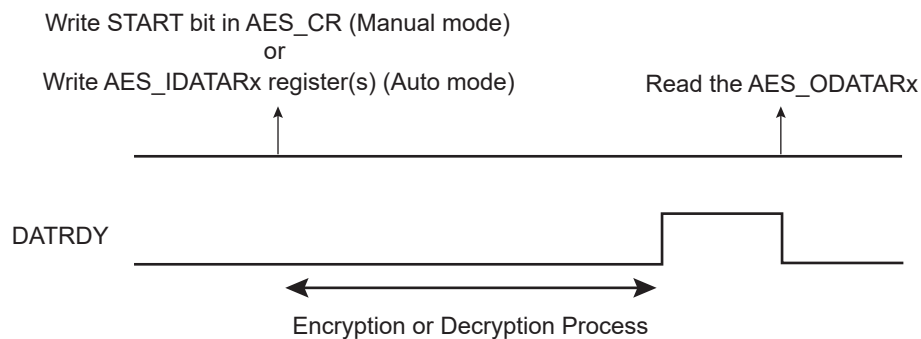 Write START bit in AES_CR (Manual mode)
or
Write AES_IDATARx register(s) (Auto mode)
Read the AES_ODATARx
DATRDY
Encryption or Decryption Process